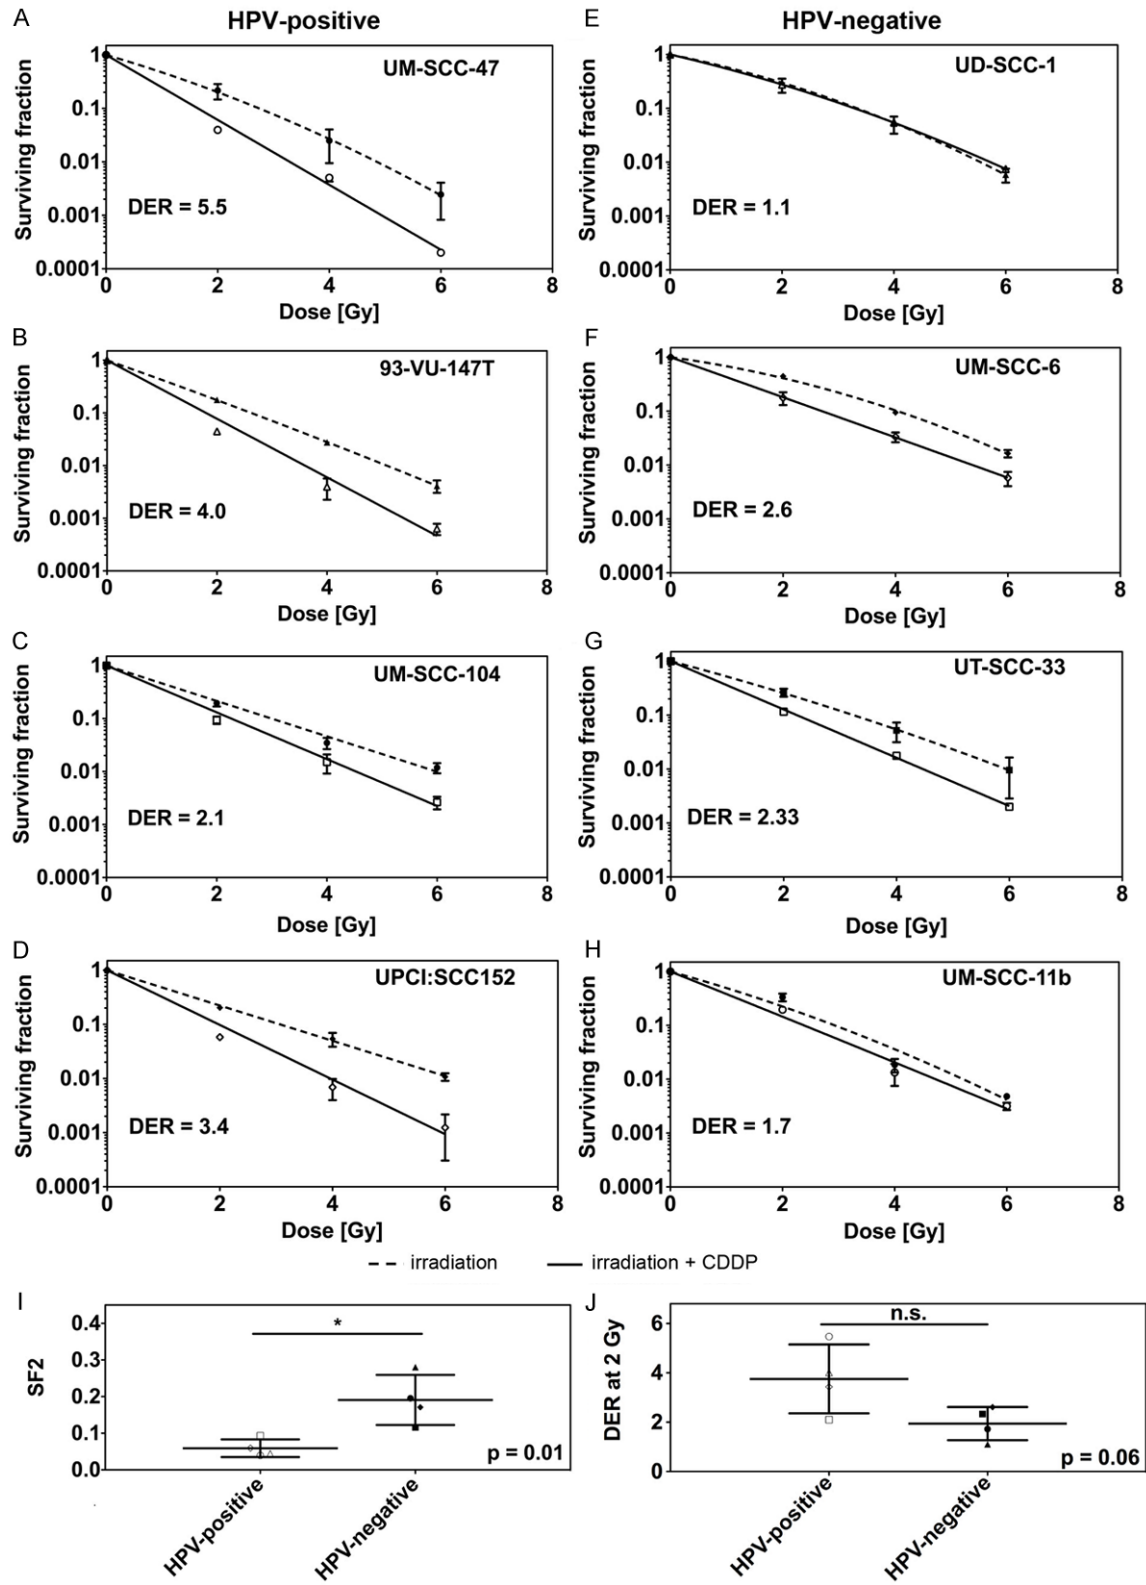 A HPV-positive
UM-SCC-47
Surviving fraction
1
0.1
0.01
0.001
0.0001
DER = 5.5
0 2 4 6 8
Dose [Gy]
B
93-VU-147T
Surviving fraction
1
0.1
0.01
0.001
0.0001
DER = 4.0
0 2 4 6 8
Dose [Gy]
C
UM-SCC-104
Surviving fraction
1
0.1
0.01
0.001
0.0001
DER = 2.1
0 2 4 6 8
Dose [Gy]
D
UPCI:SCC152
Surviving fraction
1
0.1
0.01
0.001
0.0001
DER = 3.4
0 2 4 6 8
Dose [Gy]
E HPV-negative
UD-SCC-1
Surviving fraction
1
0.1
0.01
0.001
0.0001
DER = 1.1
0 2 4 6 8
Dose [Gy]
F
UM-SCC-6
Surviving fraction
1
0.1
0.01
0.001
0.0001
DER = 2.6
0 2 4 6 8
Dose [Gy]
G
UT-SCC-33
Surviving fraction
1
0.1
0.01
0.001
0.0001
DER = 2.33
0 2 4 6 8
Dose [Gy]
H
UM-SCC-11b
Surviving fraction
1
0.1
0.01
0.001
0.0001
DER = 1.7
0 2 4 6 8
Dose [Gy]
irradiation irradiation + CDDP
I
SF2
0.4
0.3
0.2
0.1
0.0
*
p = 0.01
HPV-positive
HPV-negative
J
DER at 2 Gy
6
4
2
0
n.s.
p = 0.06
HPV-positive
HPV-negative